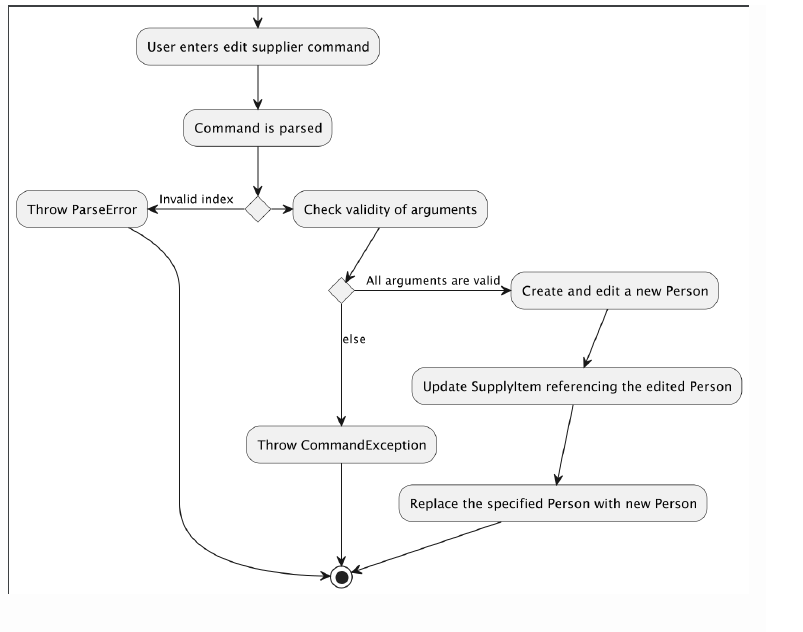 User enters edit supplier command
Command is parsed
Invalid index
Throw ParseError
Check validity of arguments
All arguments are valid
Create and edit a new Person
else
Update SupplyItem referencing the edited Person
Throw CommandException
Replace the specified Person with new Person